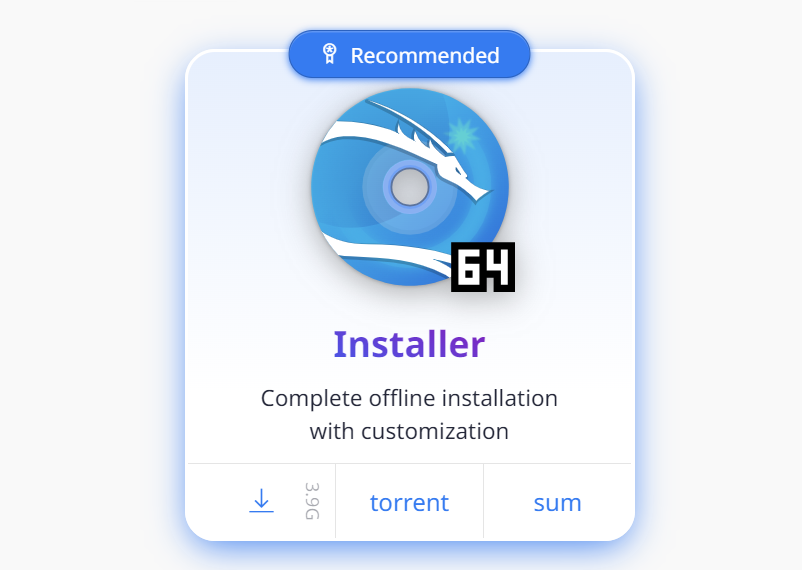 Recommended
64
Installer
Complete offline installation
with customization
3.9G
torrent
sum